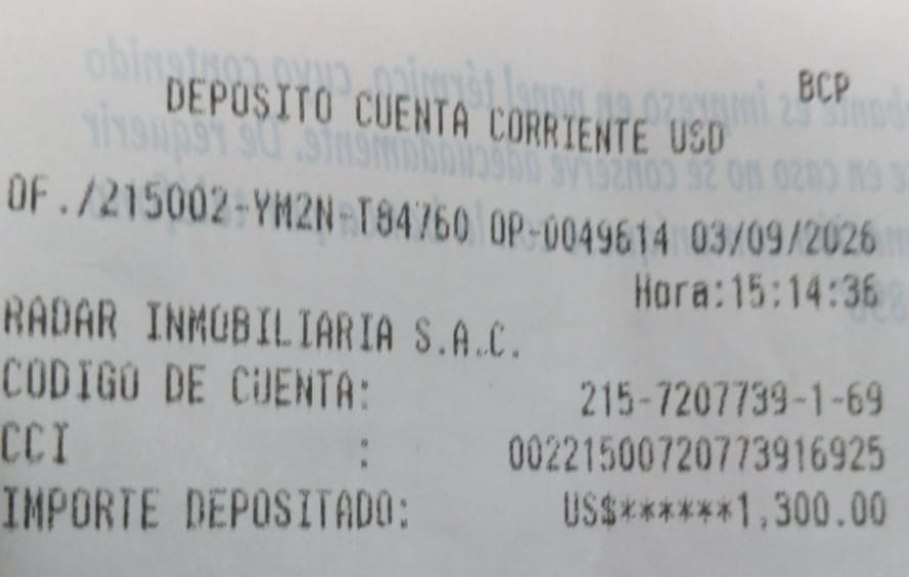 BCP
DEPOSITO CUENTA CORRIENTE USD
OF./215002-YM2N-T84760 OP-0049614 03/09/2026
Hora:15:14:36
RADAR INMOBILIARIA S.A.C.
CODIGO DE CUENTA: 215-7207739-1-69
CCI : 00221500720773916925
IMPORTE DEPOSITADO: US$******1,300.00